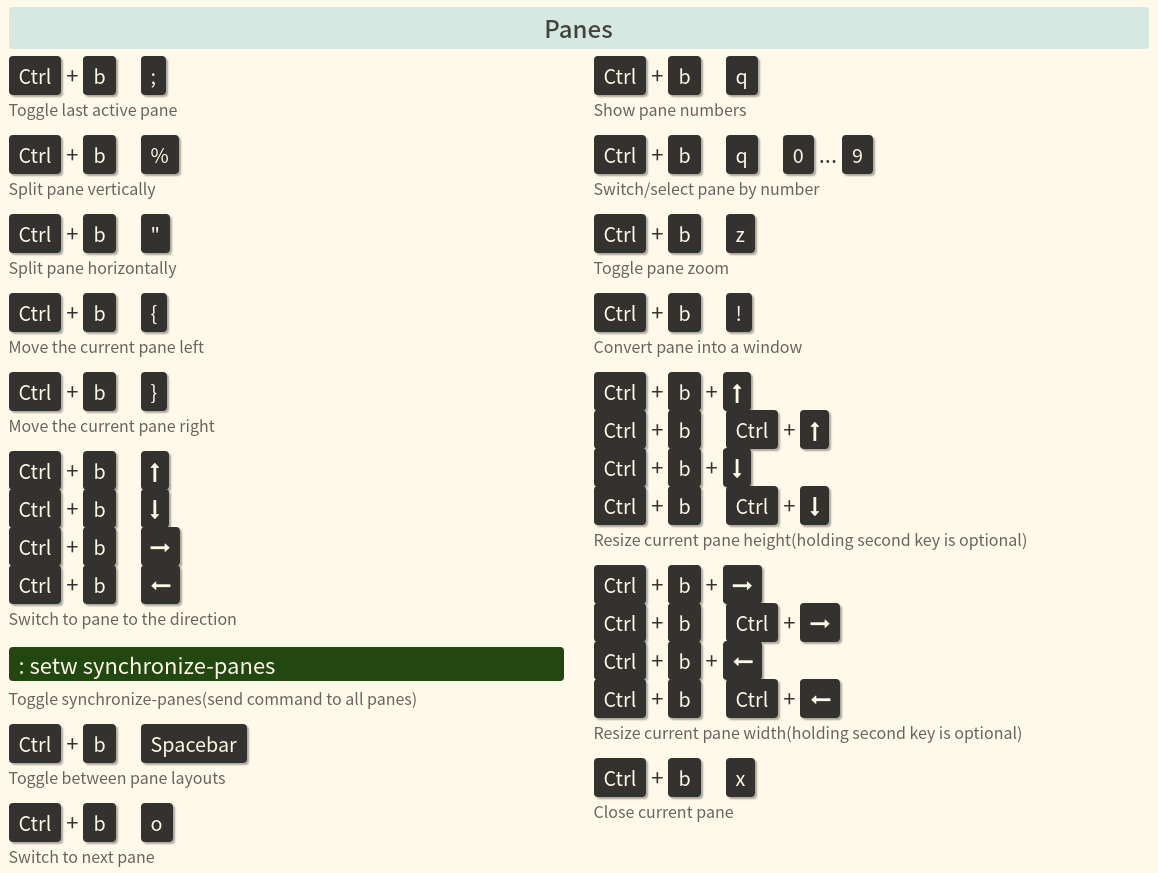 Panes
Ctrl + b ;
Toggle last active pane
Ctrl + b %
Split pane vertically
Ctrl + b "
Split pane horizontally
Ctrl + b {
Move the current pane left
Ctrl + b }
Move the current pane right
Ctrl + b ↑
Ctrl + b ↓
Ctrl + b →
Ctrl + b ←
Switch to pane to the direction
: setw synchronize-panes
Toggle synchronize-panes(send command to all panes)
Ctrl + b Spacebar
Toggle between pane layouts
Ctrl + b o
Switch to next pane
Ctrl + b q
Show pane numbers
Ctrl + b q 0 ... 9
Switch/select pane by number
Ctrl + b z
Toggle pane zoom
Ctrl + b !
Convert pane into a window
Ctrl + b + ↑
Ctrl + b Ctrl + ↑
Ctrl + b + ↓
Ctrl + b Ctrl + ↓
Resize current pane height(holding second key is optional)
Ctrl + b + →
Ctrl + b Ctrl + →
Ctrl + b + ←
Ctrl + b Ctrl + ←
Resize current pane width(holding second key is optional)
Ctrl + b x
Close current pane